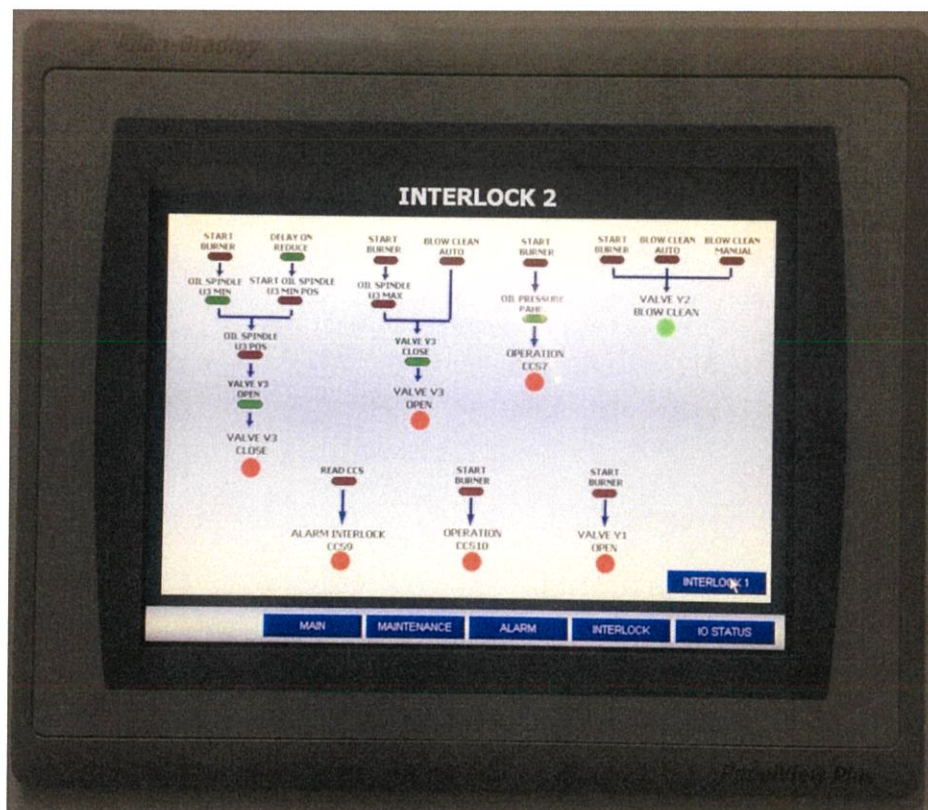 Allen-Bradley
INTERLOCK 2
START
BURNER
DELAY ON
REDUCE
START
BURNER
BLOW CLEAN
AUTO
START
BURNER
START
BURNER
BLOW CLEAN
AUTO
BLOW CLEAN
MANUAL
OIL SPINDLE
U3 MIN
START OIL SPINDLE
U3 MIN POS
OIL SPINDLE
U3 MAX
OIL PRESSURE
VALVE Y2
BLOW CLEAN
OIL SPINDLE
U3 POS
VALVE V3
CLOSE
OPERATION
CCS7
VALVE V3
OPEN
VALVE V3
OPEN
VALVE V3
CLOSE
READ CCS
START
BURNER
START
BURNER
ALARM INTERLOCK
CCS9
OPERATION
CCS10
VALVE Y1
OPEN
INTERLOCK 1
MAIN
MAINTENANCE
ALARM
INTERLOCK
IO STATUS
PanelView Plus